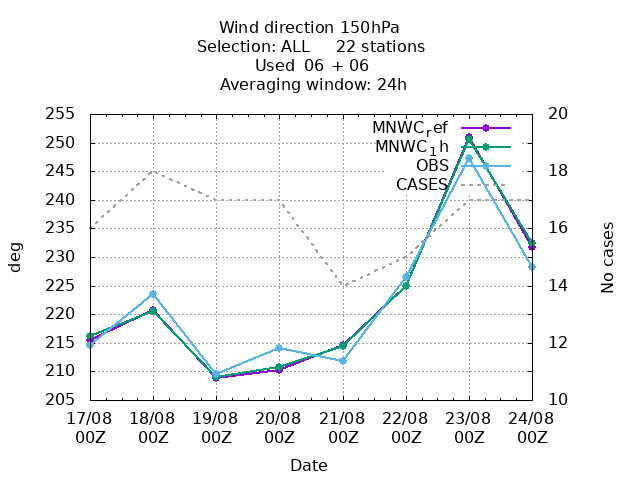 Wind direction 150hPa
Selection: ALL 22 stations
Used 06 + 06
Averaging window: 24h
255
250
245
240
235
230
225
220
215
210
205
20
18
16
14
12
10
deg
No cases
MNWCref
MNWC1h
OBS
CASES
17/08 18/08 19/08 20/08 21/08 22/08 23/08 24/08
00Z 00Z 00Z 00Z 00Z 00Z 00Z 00Z
Date